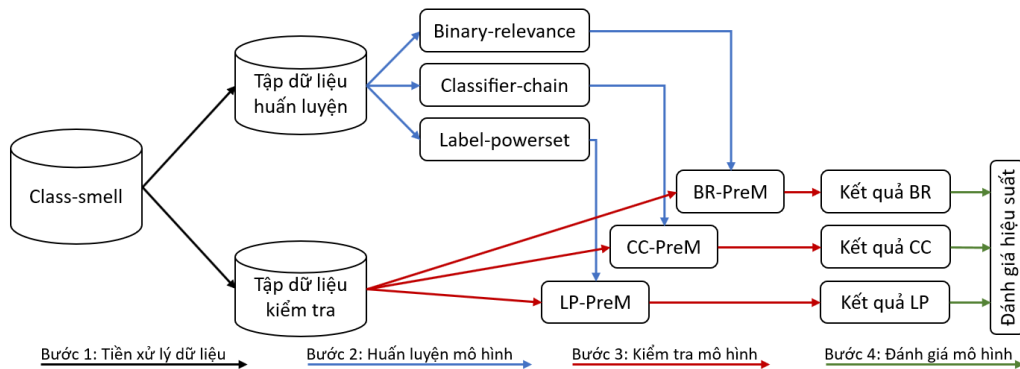 Binary-relevance
Tập dữ liệu
huấn luyện
Classifier-chain
Label-powerset
Class-smell
BR-PreM
Kết quả BR
CC-PreM
Kết quả CC
Tập dữ liệu
kiểm tra
LP-PreM
Kết quả LP
Đánh giá hiệu suất
Bước 1: Tiền xử lý dữ liệu
Bước 2: Huấn luyện mô hình
Bước 3: Kiểm tra mô hình
Bước 4: Đánh giá mô hình